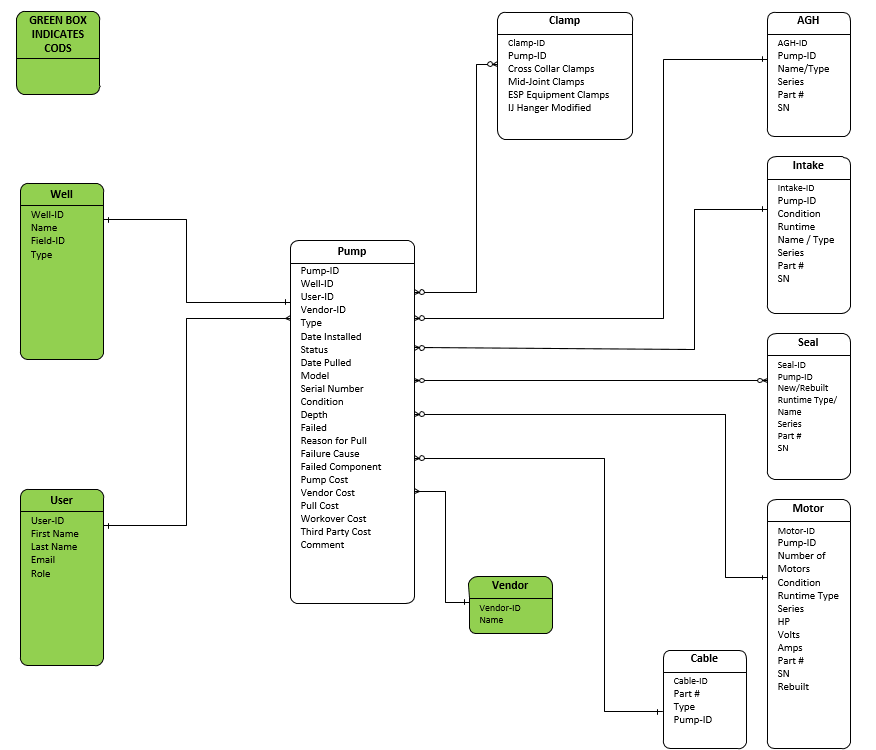 GREEN BOX
INDICATES
CODS
Clamp
Clamp-ID
Pump-ID
Cross Collar Clamps
Mid-Joint Clamps
ESP Equipment Clamps
IJ Hanger Modified
AGH
AGH-ID
Pump-ID
Name/Type
Series
Part #
SN
Well
Well-ID
Name
Field-ID
Type
Pump
Pump-ID
Well-ID
User-ID
Vendor-ID
Type
Date Installed
Status
Date Pulled
Model
Serial Number
Condition
Depth
Failed
Reason for Pull
Failure Cause
Failed Component
Pump Cost
Vendor Cost
Pull Cost
Workover Cost
Third Party Cost
Comment
Intake
Intake-ID
Pump-ID
Condition
Runtime
Name / Type
Series
Part #
SN
Seal
Seal-ID
Pump-ID
New/Rebuilt
Runtime Type/
Name
Series
Part #
SN
User
User-ID
First Name
Last Name
Email
Role
Vendor
Vendor-ID
Name
Motor
Motor-ID
Pump-ID
Number of
Motors
Condition
Runtime Type
Series
HP
Volts
Amps
Part #
SN
Rebuilt
Cable
Cable-ID
Part #
Type
Pump-ID